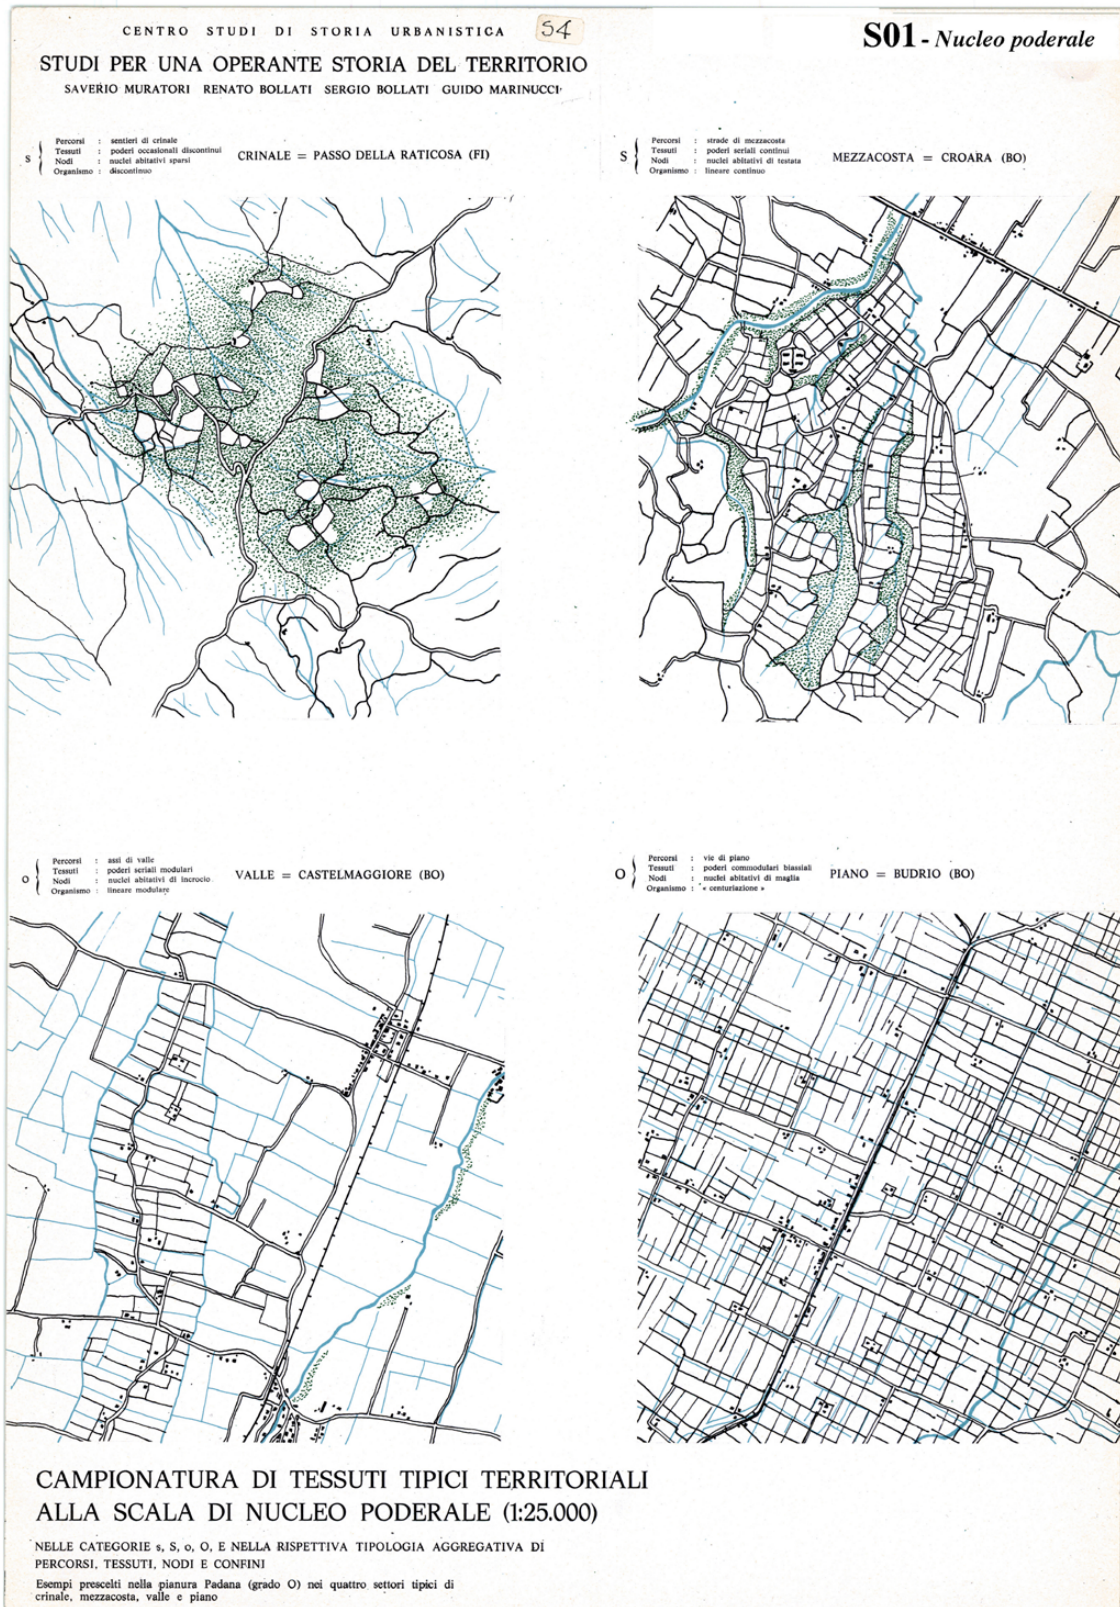 CENTRO STUDI DI STORIA URBANISTICA
S4
S01 - Nucleo poderale
STUDI PER UNA OPERANTE STORIA DEL TERRITORIO
SAVERIO MURATORI RENATO BOLLATI SERGIO BOLLATI GUIDO MARINUCCI
s
Percorsi : sentieri di crinale
Tessuti : poderi occasionali discontinui
Nodi : nuclei abitativi sparsi
Organismo : discontinuo
CRINALE = PASSO DELLA RATICOSA (FI)
S
Percorsi : strade di mezzacosta
Tessuti : poderi seriali continui
Nodi : nuclei abitativi di testata
Organismo : lineare continuo
MEZZACOSTA = CROARA (BO)
o
Percorsi : assi di valle
Tessuti : poderi seriali modulari
Nodi : nuclei abitativi di incrocio
Organismo : lineare modulare
VALLE = CASTELMAGGIORE (BO)
O
Percorsi : vie di piano
Tessuti : poderi commodulari biassiali
Nodi : nuclei abitativi di maglia
Organismo : « centuriazione »
PIANO = BUDRIO (BO)
CAMPIONATURA DI TESSUTI TIPICI TERRITORIALI
ALLA SCALA DI NUCLEO PODERALE (1:25.000)
NELLE CATEGORIE s, S, o, O, E NELLA RISPETTIVA TIPOLOGIA AGGREGATIVA DI
PERCORSI, TESSUTI, NODI E CONFINI
Esempi prescelti nella pianura Padana (grado O) nei quattro settori tipici di
crinale, mezzacosta, valle e piano